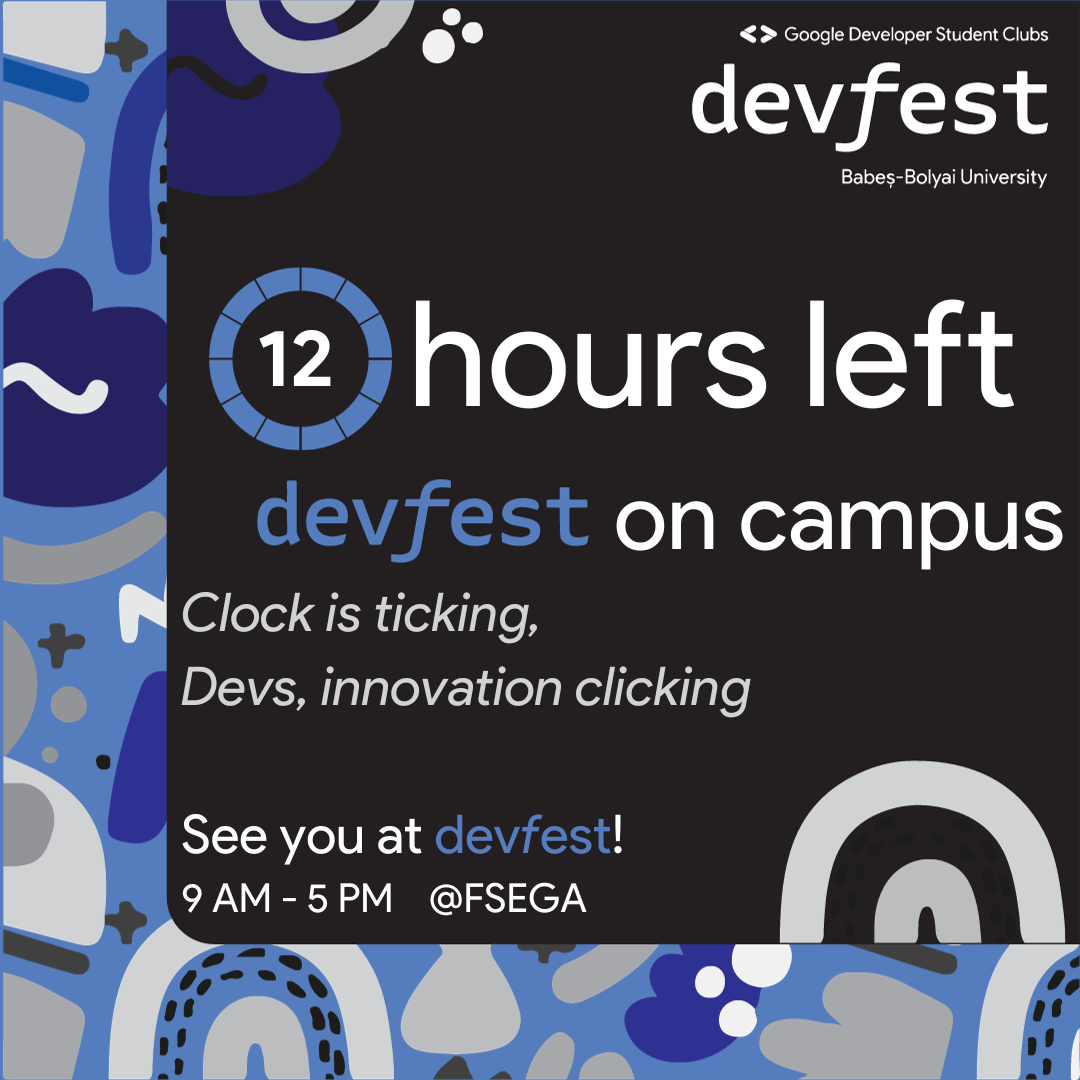 Google Developer Student Clubs
devfest
Babeș-Bolyai University
12 hours left
devfest on campus
Clock is ticking,
Devs, innovation clicking
See you at devfest!
9 AM - 5 PM @FSEGA